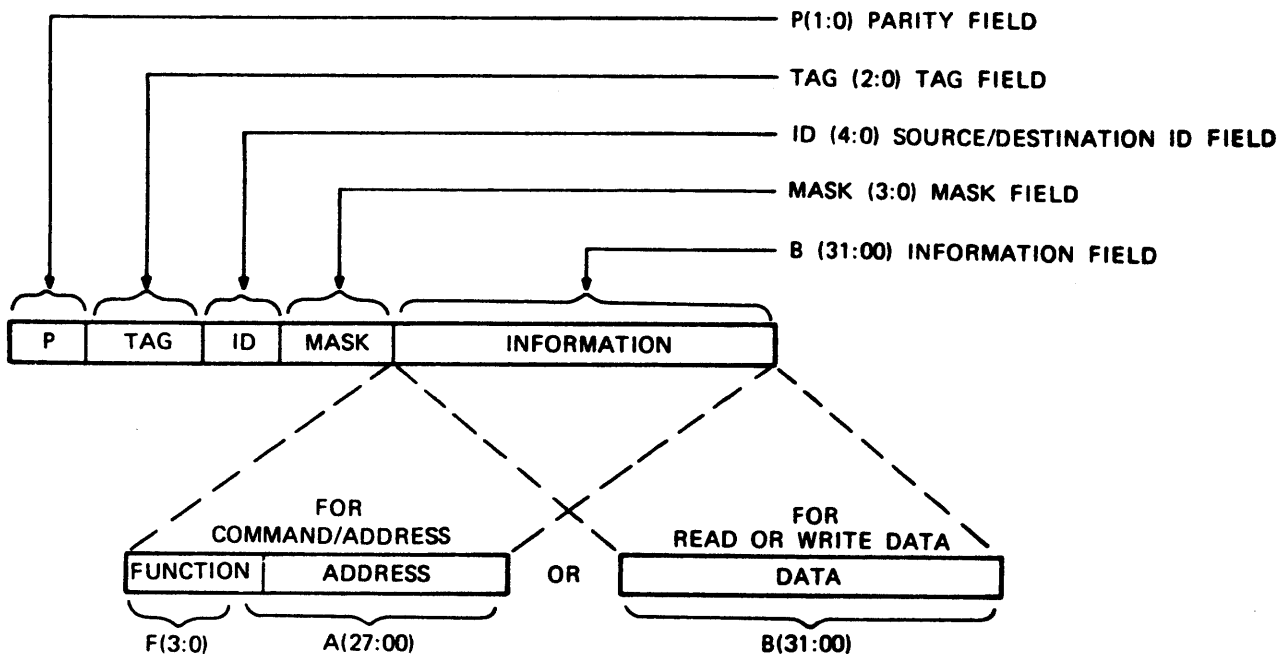 P(1:0) PARITY FIELD
TAG (2:0) TAG FIELD
ID (4:0) SOURCE/DESTINATION ID FIELD
MASK (3:0) MASK FIELD
B (31:00) INFORMATION FIELD
P TAG ID MASK INFORMATION
FOR
COMMAND/ADDRESS
FUNCTION ADDRESS
F(3:0) A(27:00)
OR
FOR
READ OR WRITE DATA
DATA
B(31:00)